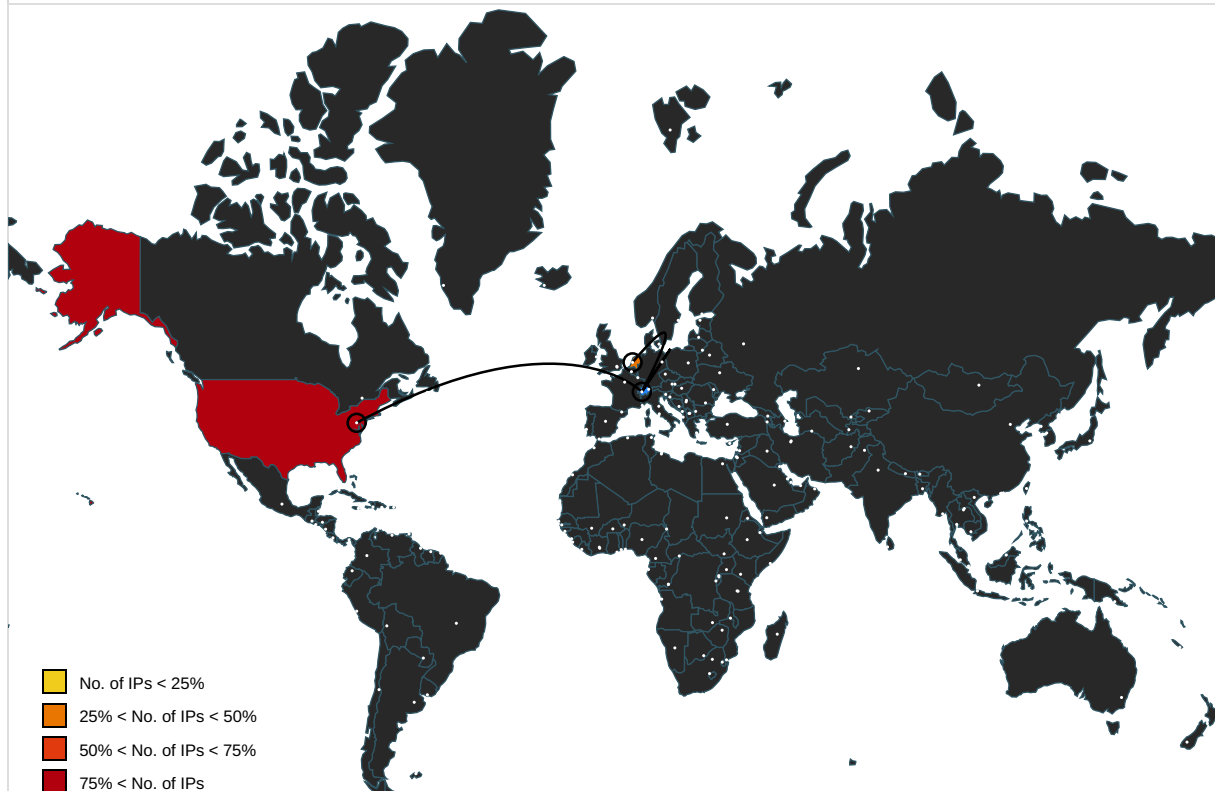 No. of IPs < 25%
25% < No. of IPs < 50%
50% < No. of IPs < 75%
75% < No. of IPs